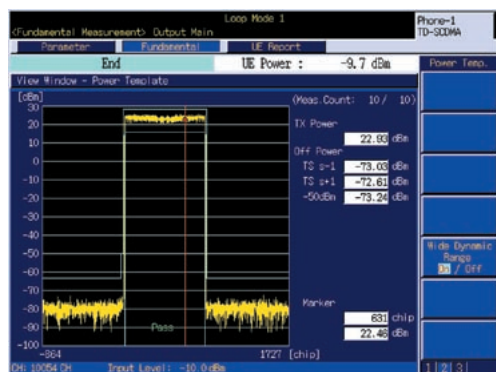 Loop Mode 1
<Fundamental Measurement> Output Main
Phone-1
TD-SCDMA
Parameter Fundamental UE Report
End UE Power : -9.7 dBm
Power Temp.
View Window - Power Template
[dBm]
(Meas.Count: 10 / 10)
30
20
10
0
-10
-20
-30
-40
-50
-60
-70
-80
-90
-100
TX Power
22.93 dBm
Off Power
TS s-1 -73.03 dBm
TS s+1 -72.61 dBm
-50dBm -73.24 dBm
Wide Dynamic
Range
On / Off
Marker
631 chip
22.46 dBm
Pass
-864 1727 [chip]
CH: 10054 CH Input Level: -10.0 dBm
1 2 3